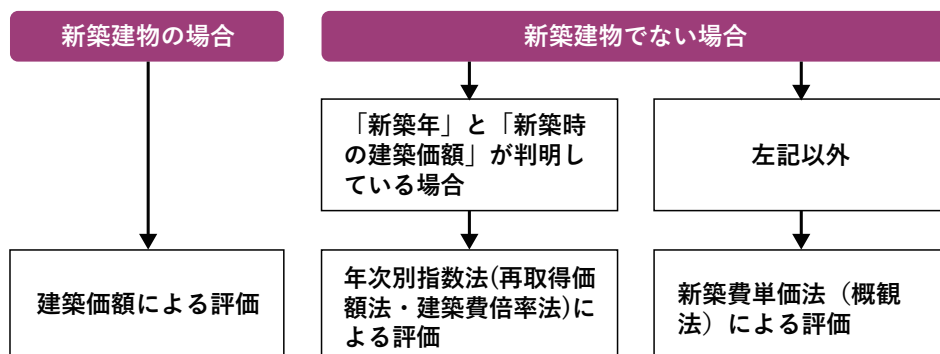 新築建物の場合
新築建物でない場合
「新築年」と「新築時
の建築価額」が判明し
ている場合
左記以外
建築価額による評価
年次別指数法(再取得価
額法・建築費倍率法)に
よる評価
新築費単価法（概観
法）による評価